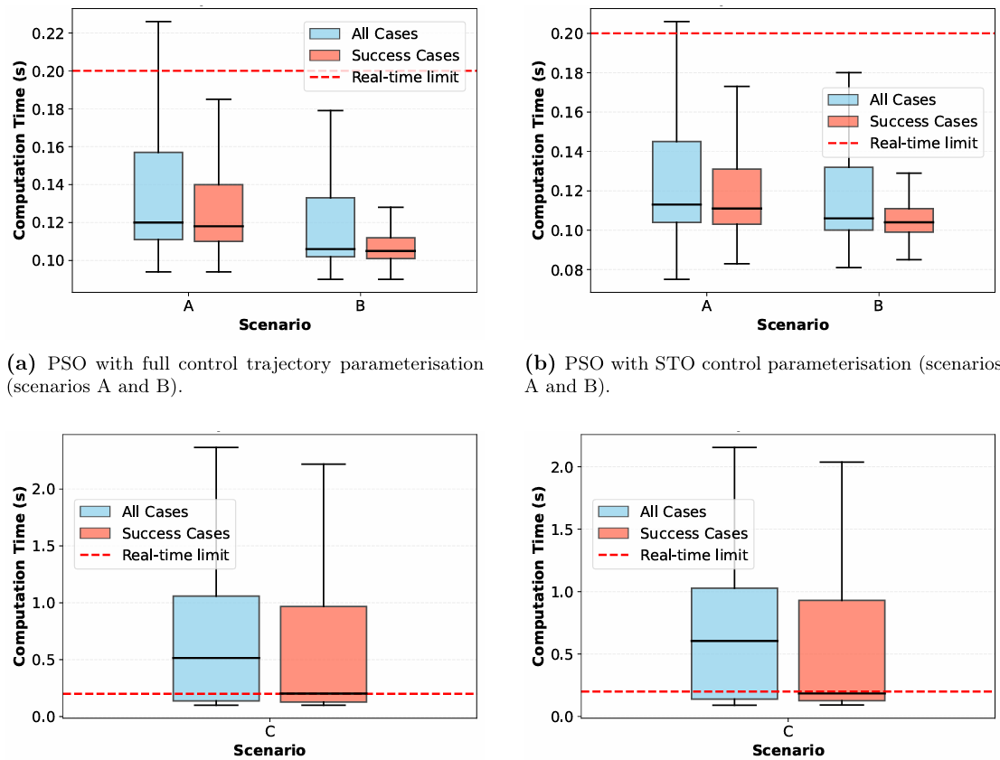 0.22
0.20
0.18
0.16
0.14
0.12
0.10
Computation Time (s)
All Cases
Success Cases
Real-time limit
A
B
Scenario
0.20
0.18
0.16
0.14
0.12
0.10
0.08
Computation Time (s)
All Cases
Success Cases
Real-time limit
A
B
Scenario
(a) PSO with full control trajectory parameterisation
(scenarios A and B).
(b) PSO with STO control parameterisation (scenarios
A and B).
2.0
1.5
1.0
0.5
0.0
Computation Time (s)
All Cases
Success Cases
Real-time limit
C
Scenario
2.0
1.5
1.0
0.5
0.0
Computation Time (s)
All Cases
Success Cases
Real-time limit
C
Scenario